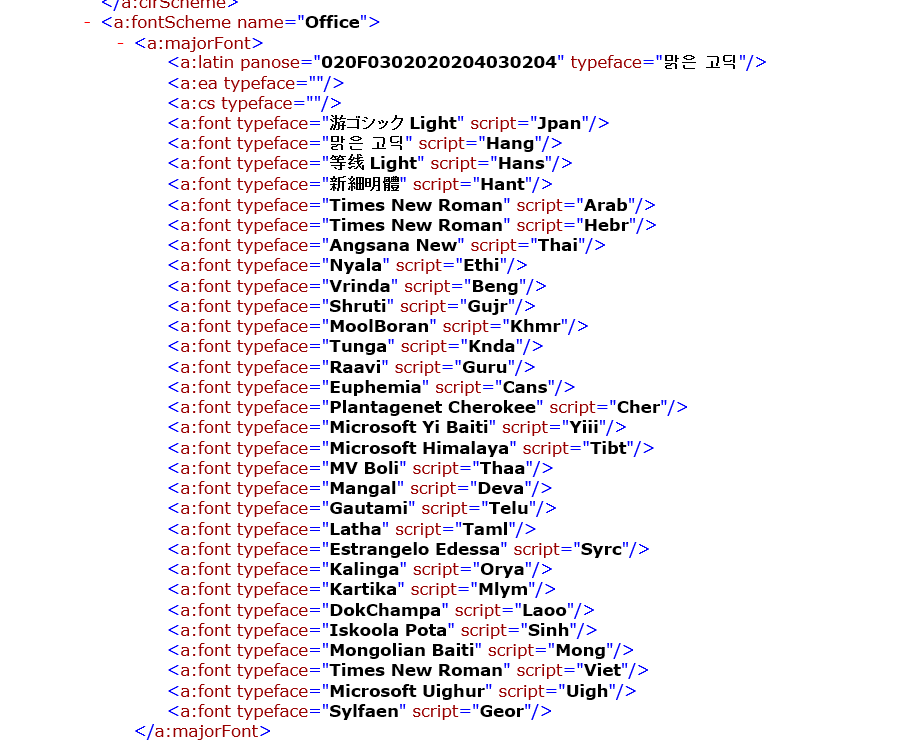 </a:clrScheme>
- <a:fontScheme name="Office">
- <a:majorFont>
<a:latin panose="020F0302020204030204" typeface="맑은 고딕"/>
<a:ea typeface=""/>
<a:cs typeface=""/>
<a:font typeface="游ゴシック Light" script="Jpan"/>
<a:font typeface="맑은 고딕" script="Hang"/>
<a:font typeface="等线 Light" script="Hans"/>
<a:font typeface="新細明體" script="Hant"/>
<a:font typeface="Times New Roman" script="Arab"/>
<a:font typeface="Times New Roman" script="Hebr"/>
<a:font typeface="Angsana New" script="Thai"/>
<a:font typeface="Nyala" script="Ethi"/>
<a:font typeface="Vrinda" script="Beng"/>
<a:font typeface="Shruti" script="Gujr"/>
<a:font typeface="MoolBoran" script="Khmr"/>
<a:font typeface="Tunga" script="Knda"/>
<a:font typeface="Raavi" script="Guru"/>
<a:font typeface="Euphemia" script="Cans"/>
<a:font typeface="Plantagenet Cherokee" script="Cher"/>
<a:font typeface="Microsoft Yi Baiti" script="Yiii"/>
<a:font typeface="Microsoft Himalaya" script="Tibt"/>
<a:font typeface="MV Boli" script="Thaa"/>
<a:font typeface="Mangal" script="Deva"/>
<a:font typeface="Gautami" script="Telu"/>
<a:font typeface="Latha" script="Taml"/>
<a:font typeface="Estrangelo Edessa" script="Syrc"/>
<a:font typeface="Kalinga" script="Orya"/>
<a:font typeface="Kartika" script="Mlym"/>
<a:font typeface="DokChampa" script="Laoo"/>
<a:font typeface="Iskoola Pota" script="Sinh"/>
<a:font typeface="Mongolian Baiti" script="Mong"/>
<a:font typeface="Times New Roman" script="Viet"/>
<a:font typeface="Microsoft Uighur" script="Uigh"/>
<a:font typeface="Sylfaen" script="Geor"/>
</a:majorFont>